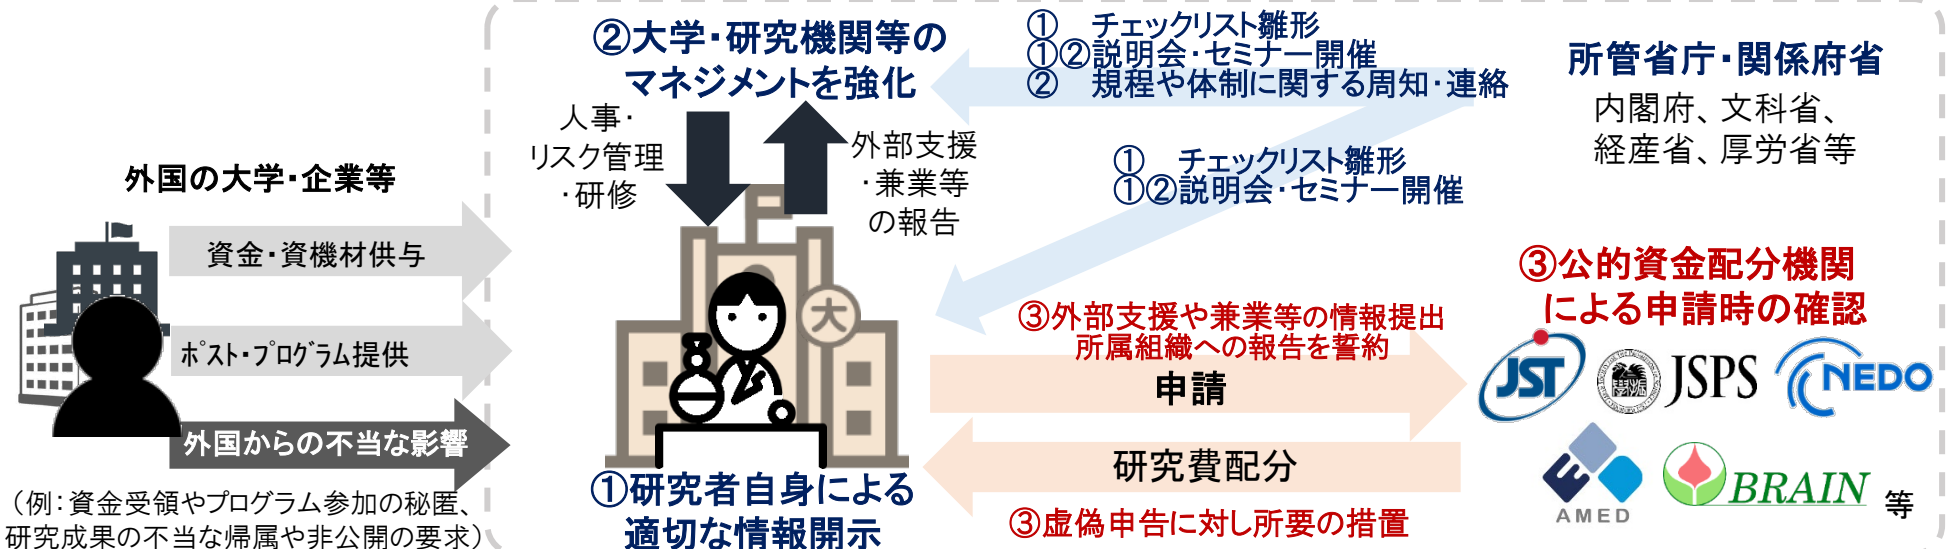 外国の大学・企業等
資金・資機材供与
ﾎﾟｽﾄ・ﾌﾟﾛｸﾞﾗﾑ提供
外国からの不当な影響
（例：資金受領やプログラム参加の秘匿、
研究成果の不当な帰属や非公開の要求）
②大学・研究機関等の
マネジメントを強化
人事・
リスク管理
・研修
外部支援
・兼業等
の報告
大
①研究者自身による
適切な情報開示
①　チェックリスト雛形
①②説明会・セミナー開催
②　規程や体制に関する周知・連絡
①　チェックリスト雛形
①②説明会・セミナー開催
所管省庁・関係府省
内閣府、文科省、
経産省、厚労省等
③外部支援や兼業等の情報提出
所属組織への報告を誓約
申請
研究費配分
③虚偽申告に対し所要の措置
③公的資金配分機関
による申請時の確認
JST
JSPS
NEDO
AMED
BRAIN
等